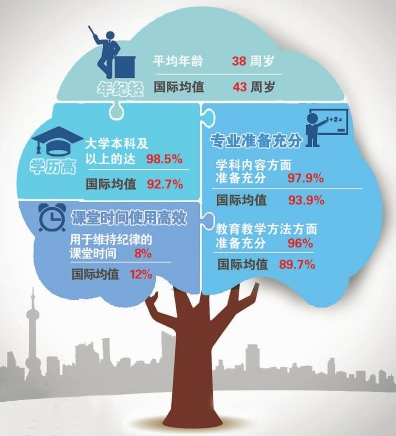 年纪轻
平均年龄 38 周岁
国际均值 43 周岁
学历高
大学本科及
以上的达 98.5%
国际均值 92.7%
专业准备充分
1+2=
学科内容方面
准备充分 97.9%
国际均值 93.9%
课堂时间使用高效
用于维持纪律的
课堂时间 8%
国际均值 12%
教育教学方法方面
准备充分 96%
国际均值 89.7%